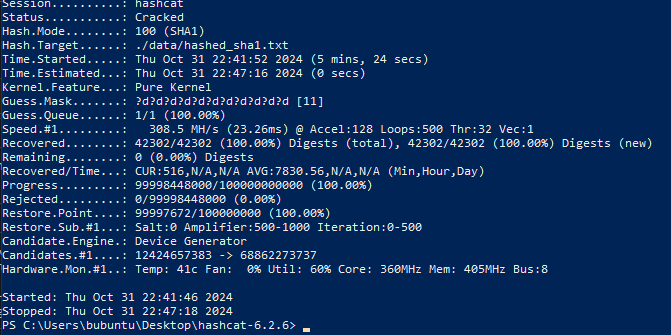 Session..........: hashcat
Status...........: Cracked
Hash.Mode........: 100 (SHA1)
Hash.Target......: ./data/hashed_sha1.txt
Time.Started.....: Thu Oct 31 22:41:52 2024 (5 mins, 24 secs)
Time.Estimated...: Thu Oct 31 22:47:16 2024 (0 secs)
Kernel.Feature...: Pure Kernel
Guess.Mask.......: ?d?d?d?d?d?d?d?d?d?d?d [11]
Guess.Queue......: 1/1 (100.00%)
Speed.#1.........:   308.5 MH/s (23.26ms) @ Accel:128 Loops:500 Thr:32 Vec:1
Recovered........: 42302/42302 (100.00%) Digests (total), 42302/42302 (100.00%) Digests (new)
Remaining........: 0 (0.00%) Digests
Recovered/Time...: CUR:516,N/A,N/A AVG:7830.56,N/A,N/A (Min,Hour,Day)
Progress.........: 99998448000/100000000000 (100.00%)
Rejected.........: 0/99998448000 (0.00%)
Restore.Point....: 99997672/100000000 (100.00%)
Restore.Sub.#1...: Salt:0 Amplifier:500-1000 Iteration:0-500
Candidate.Engine.: Device Generator
Candidates.#1....: 12424657383 -> 68862273737
Hardware.Mon.#1..: Temp: 41c Fan:  0% Util: 60% Core: 360MHz Mem: 405MHz Bus:8
Started: Thu Oct 31 22:41:46 2024
Stopped: Thu Oct 31 22:47:18 2024
PS C:\Users\bubuntu\Desktop\hashcat-6.2.6>